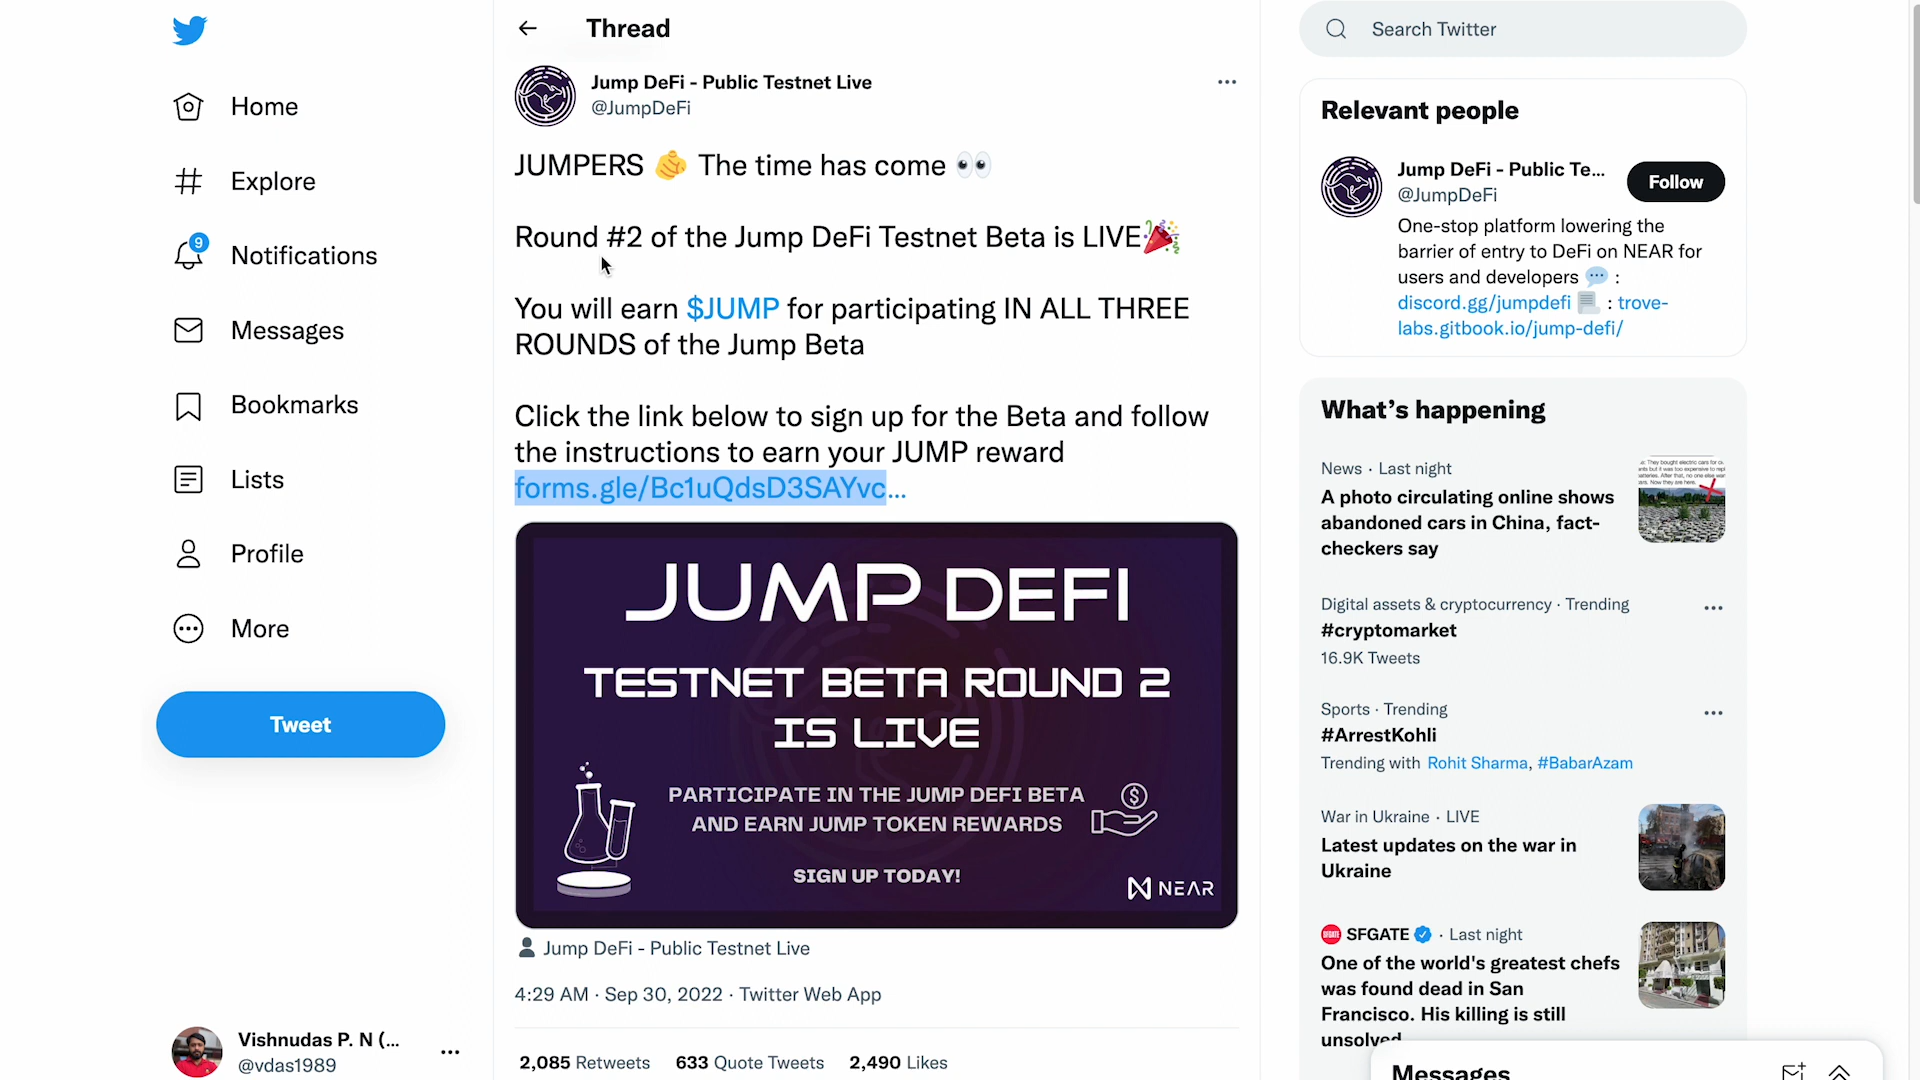 Home
Explore
9
Notifications
Messages
Bookmarks
Lists
Profile
More
Tweet
Vishnudas P. N (...
@vdas1989
Thread
Jump DeFi - Public Testnet Live
@JumpDeFi
JUMPERS 🫵 The time has come 👀
Round #2 of the Jump DeFi Testnet Beta is LIVE🎉
You will earn $JUMP for participating IN ALL THREE
ROUNDS of the Jump Beta
Click the link below to sign up for the Beta and follow
the instructions to earn your JUMP reward
forms.gle/Bc1uQdsD3SAYvc...
JUMP DEFI
TESTNET BETA ROUND 2
IS LIVE
PARTICIPATE IN THE JUMP DEFI BETA
AND EARN JUMP TOKEN REWARDS
SIGN UP TODAY!
NEAR
Jump DeFi - Public Testnet Live
4:29 AM · Sep 30, 2022 · Twitter Web App
2,085 Retweets 633 Quote Tweets 2,490 Likes
Search Twitter
Relevant people
Jump DeFi - Public Te...
@JumpDeFi
Follow
One-stop platform lowering the
barrier of entry to DeFi on NEAR for
users and developers 💬 :
discord.gg/jumpdefi 📃 : trove-
labs.gitbook.io/jump-defi/
What's happening
News · Last night
A photo circulating online shows
abandoned cars in China, fact-
checkers say
Digital assets & cryptocurrency · Trending
#cryptomarket
16.9K Tweets
Sports · Trending
#ArrestKohli
Trending with Rohit Sharma, #BabarAzam
War in Ukraine · LIVE
Latest updates on the war in
Ukraine
SFGATE · Last night
One of the world's greatest chefs
was found dead in San
Francisco. His killing is still
unsolved
Messages